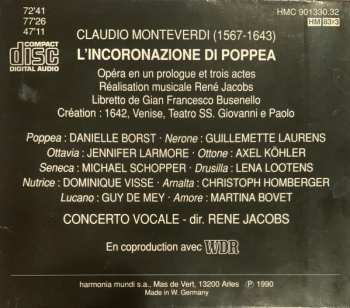 72'41
77'26
47'11
COMPACT
disc
DIGITAL AUDIO
HMC 901330.32
HM 83×3
CLAUDIO MONTEVERDI (1567-1643)
L'INCORONAZIONE DI POPPEA
Opéra en un prologue et trois actes
Réalisation musicale René Jacobs
Libretto de Gian Francesco Busenello
Création : 1642, Venise, Teatro SS. Giovanni e Paolo
Poppea : DANIELLE BORST - Nerone : GUILLEMETTE LAURENS
Ottavia : JENNIFER LARMORE - Ottone : AXEL KÖHLER
Seneca : MICHAEL SCHOPPER - Drusilla : LENA LOOTENS
Nutrice : DOMINIQUE VISSE - Arnalta : CHRISTOPH HOMBERGER
Lucano : GUY DE MEY - Amore : MARTINA BOVET
CONCERTO VOCALE - dir. RENE JACOBS
En coproduction avec WDR
harmonia mundi s.a., Mas de Vert, 13200 Arles ℗ 1990
Made in W. Germany